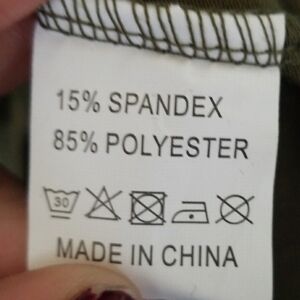 15% SPANDEX
85% POLYESTER
30
MADE IN CHINA